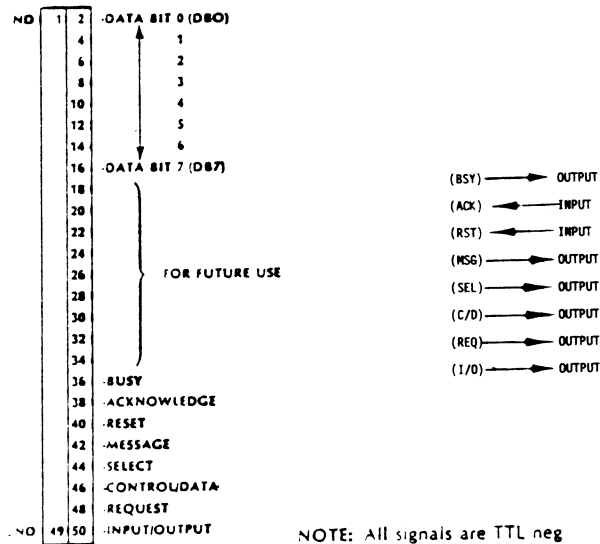 ND 1 2 -DATA BIT 0 (DB0)
4 1
6 2
8 3
10 4
12 5
14 6
16 -DATA BIT 7 (DB7)
18
20
22
24
26 FOR FUTURE USE
28
30
32
34
36 -BUSY
38 -ACKNOWLEDGE
40 -RESET
42 -MESSAGE
44 -SELECT
46 -CONTROL/DATA
48 -REQUEST
ND 49 50 -INPUT/OUTPUT
(BSY) OUTPUT
(ACK) INPUT
(RST) INPUT
(MSG) OUTPUT
(SEL) OUTPUT
(C/D) OUTPUT
(REQ) OUTPUT
(I/O) OUTPUT
NOTE: All signals are TTL neg